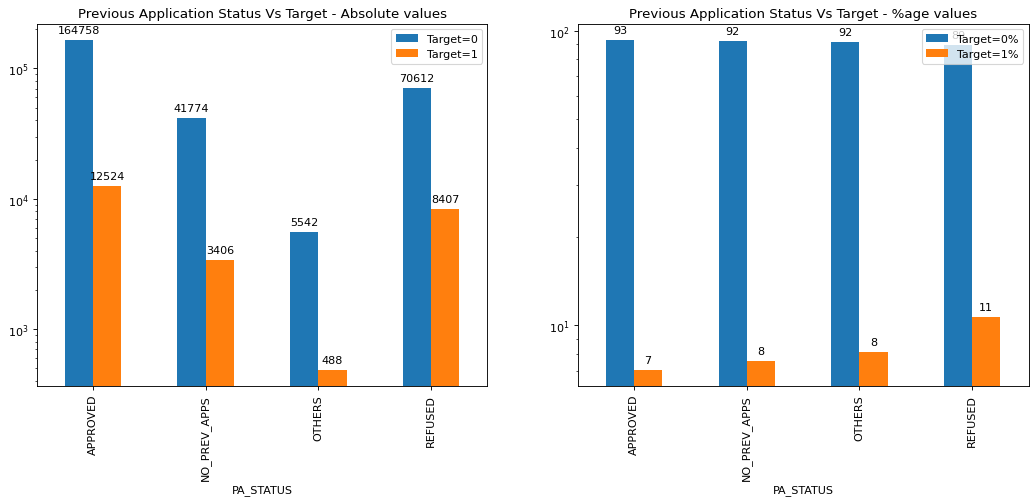 Previous Application Status Vs Target - Absolute values
164758
12524
41774
3406
5542
488
70612
8407
Target=0
Target=1
10^5
10^4
10^3
APPROVED
NO_PREV_APPS
OTHERS
REFUSED
PA_STATUS
Previous Application Status Vs Target - %age values
93
7
92
8
92
8
11
Target=0%
Target=1%
10^2
10^1
APPROVED
NO_PREV_APPS
OTHERS
REFUSED
PA_STATUS